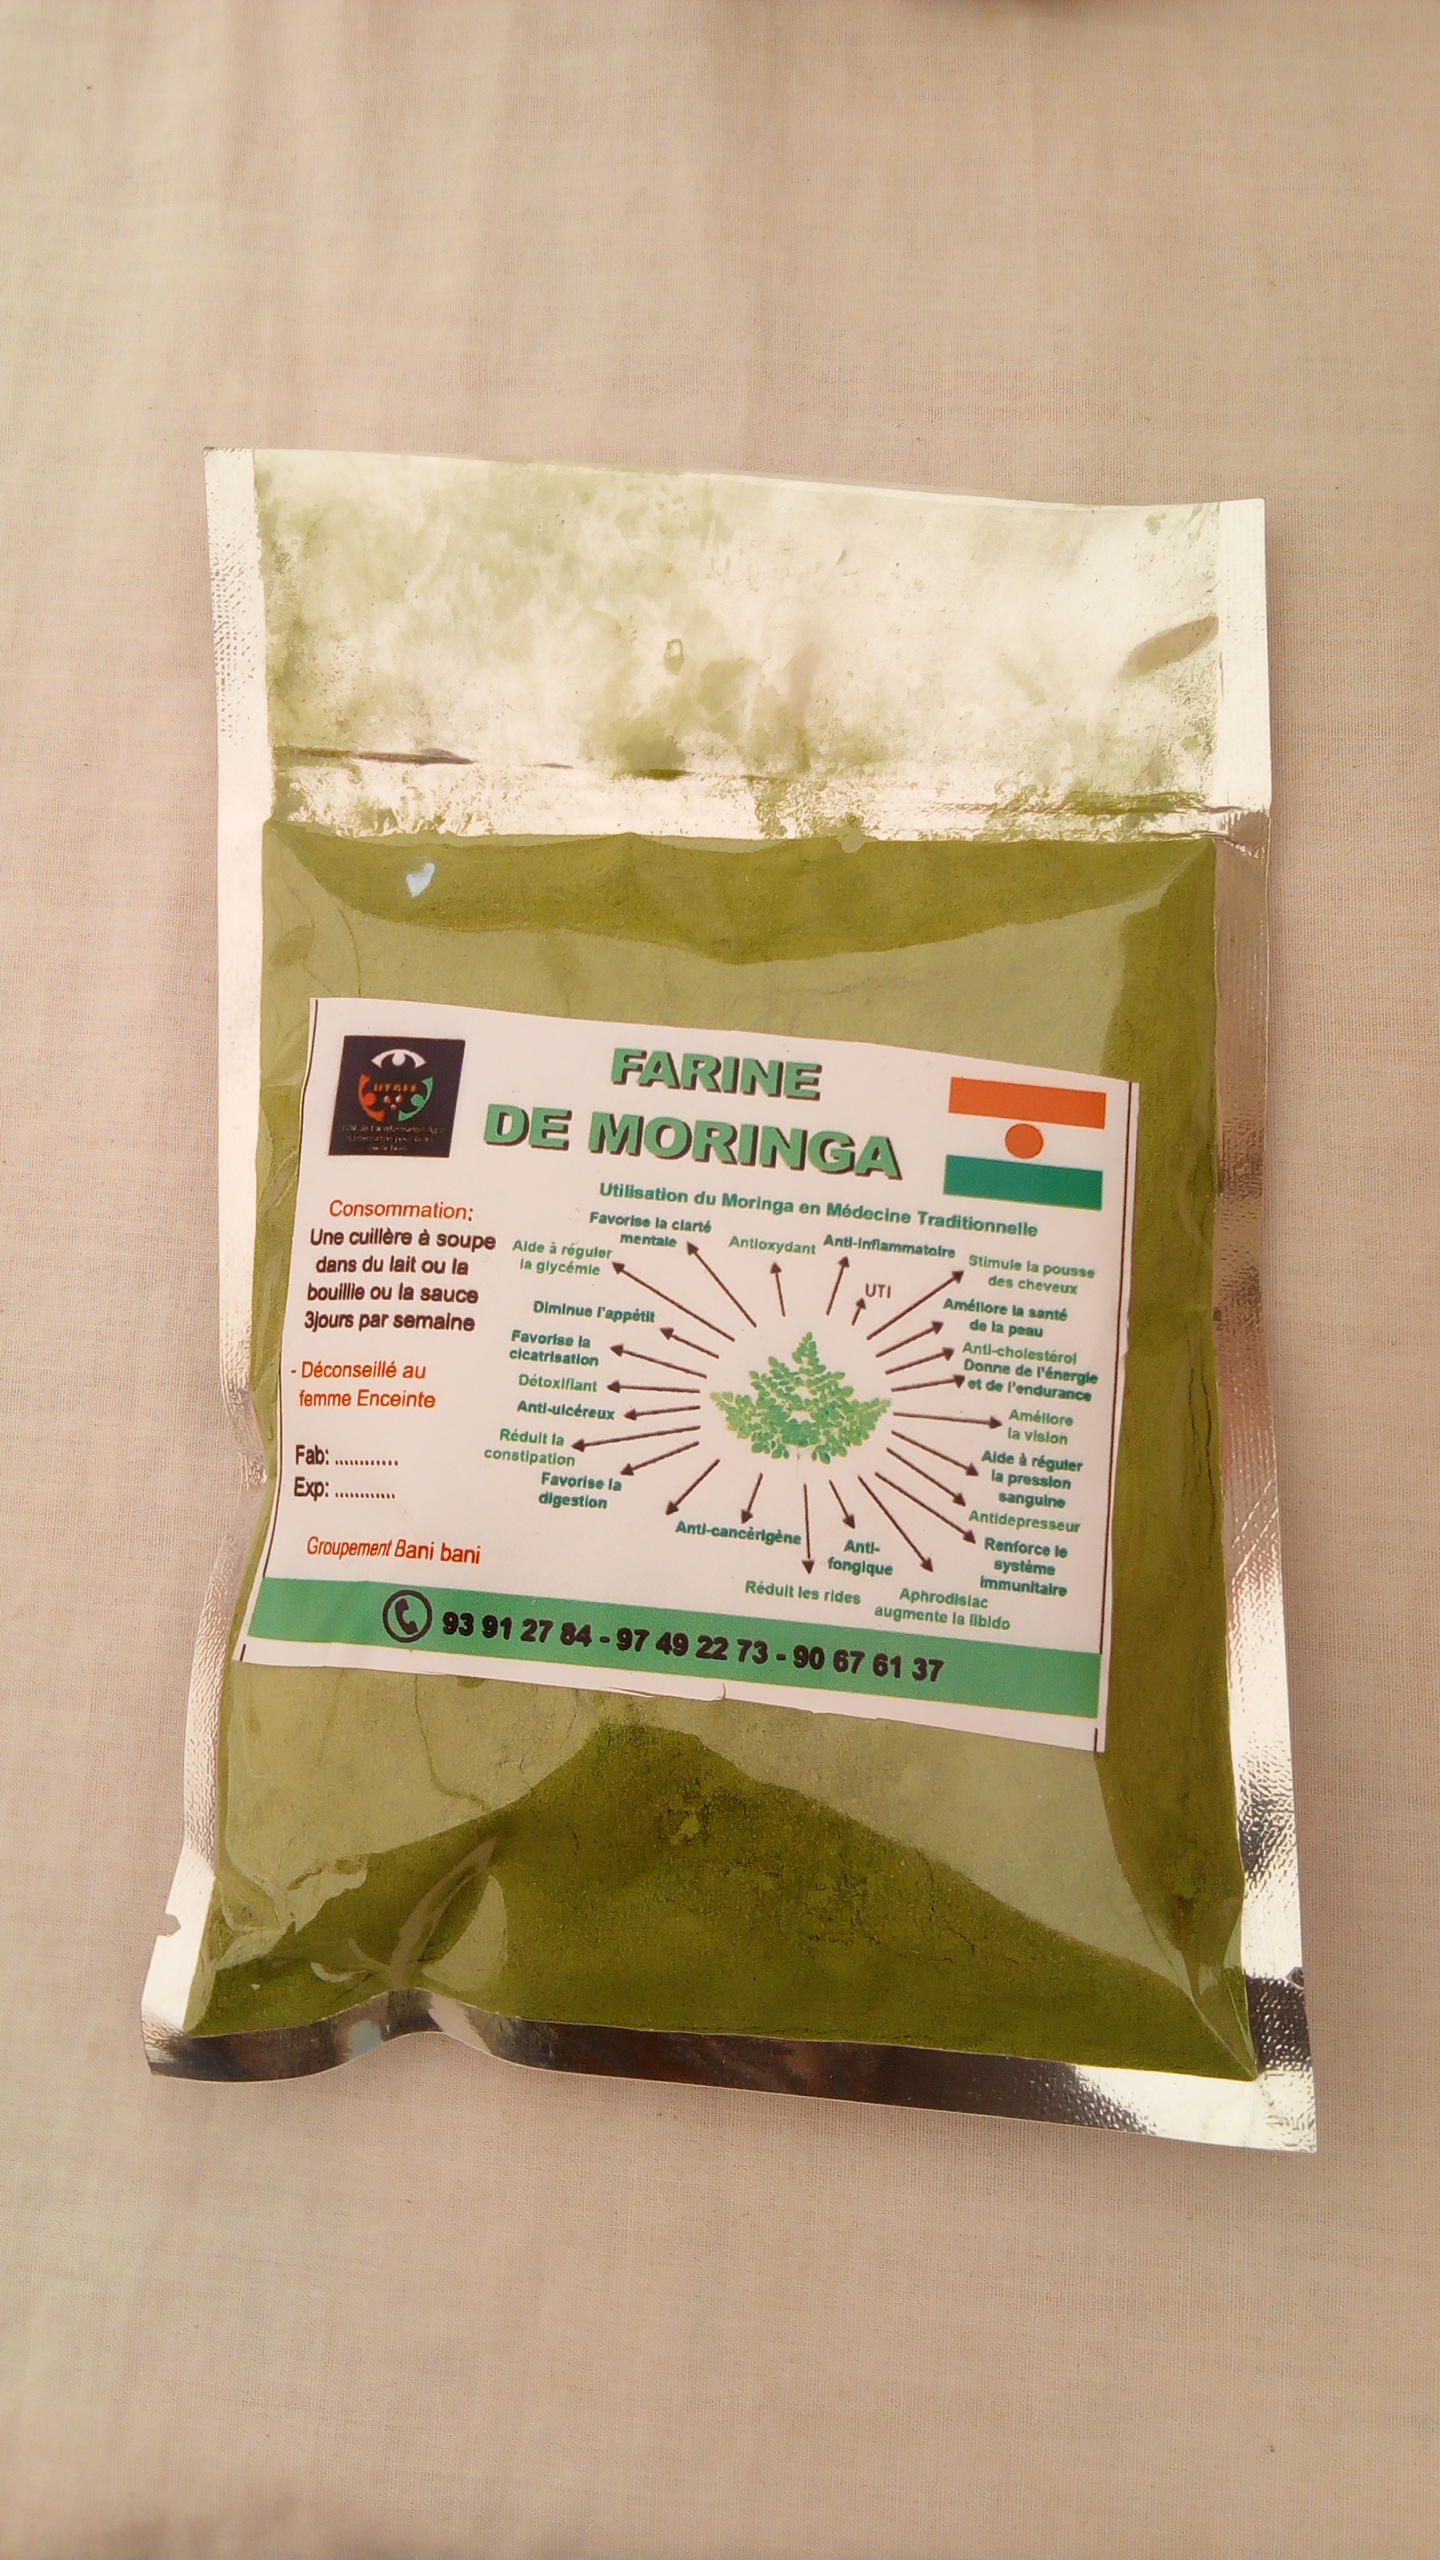 FARINE
DE MORINGA
Utilisation du Moringa en Médecine Traditionnelle
Consommation:
Une cuillère à soupe
dans du lait ou la
bouillie ou la sauce
3jours par semaine
- Déconseillé au
femme Enceinte
Fab: ............
Exp: ............
Groupement Bani bani
Favorise la clarté
mentale
Antioxydant
Anti-inflammatoire
UTI
Stimule la pousse
des cheveux
Aide à réguler
la glycémie
Améliore la santé
de la peau
Diminue l'appétit
Anti-cholestérol
Favorise la
cicatrisation
Donne de l'énergie
et de l'endurance
Détoxifiant
Améliore
la vision
Anti-ulcéreux
Aide à réguler
la pression
sanguine
Réduit la
constipation
Antidepresseur
Favorise la
digestion
Renforce le
système
immunitaire
Anti-cancèrigène
Anti-
fongique
Réduit les rides
Aphrodisiac
augmente la libido
93 91 27 84 - 97 49 22 73 - 90 67 61 37